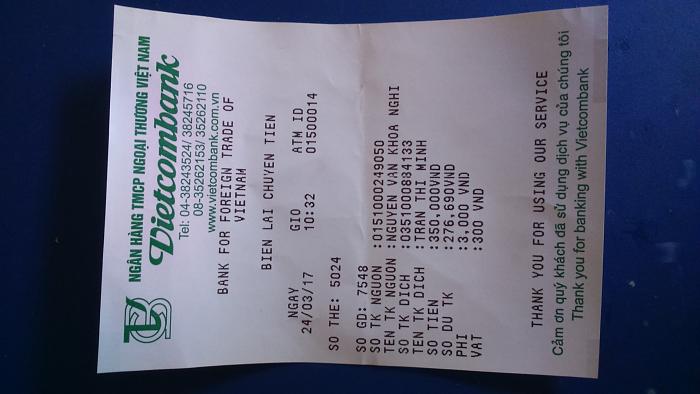 NGÂN HÀNG TMCP NGOẠI THƯƠNG VIỆT NAM
Vietcombank
Tel: 04-38243524/ 38245716
08-35262153/ 35262110
www.vietcombank.com.vn
BANK FOR FOREIGN TRADE OF
VIETNAM
BIEN LAI CHUYEN TIEN
NGAY GIO ATM ID
24/03/17 10:32 01500014
SO THE: 5024
SO GD: 7548
SO TK NGUON :0151000249050
TEN TK NGUON :NGUYEN VAN KHOA NGHI
SO TK DICH :0351000834133
TEN TK DICH :TRAN THI MINH
SO TIEN :350,000VND
SO DU TK :276,690VND
PHI :3,000 VND
VAT :300 VND
THANK YOU FOR USING OUR SERVICE
Cảm ơn quý khách đã sử dụng dịch vụ của chúng tôi
Thank you for banking with Vietcombank